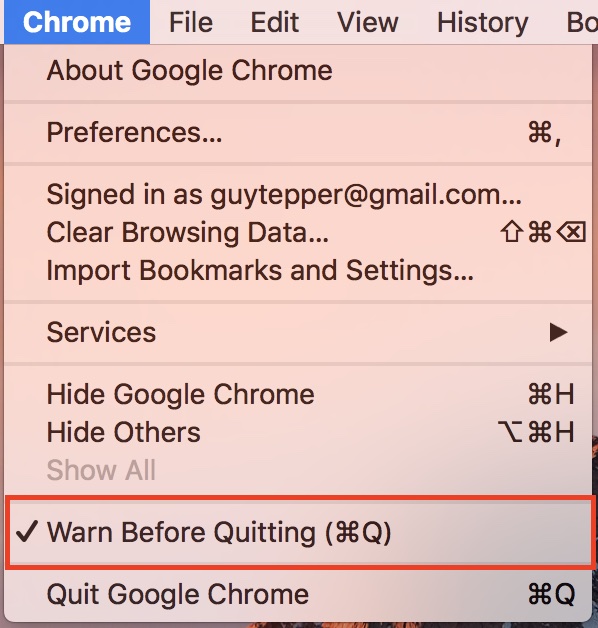 Chrome File Edit View History Bo
About Google Chrome
Preferences... ⌘,
Signed in as guytepper@gmail.com...
Clear Browsing Data... ⇧⌘⌫
Import Bookmarks and Settings...
Services ▶
Hide Google Chrome ⌘H
Hide Others ⌥⌘H
Show All
✓ Warn Before Quitting (⌘Q)
Quit Google Chrome ⌘Q